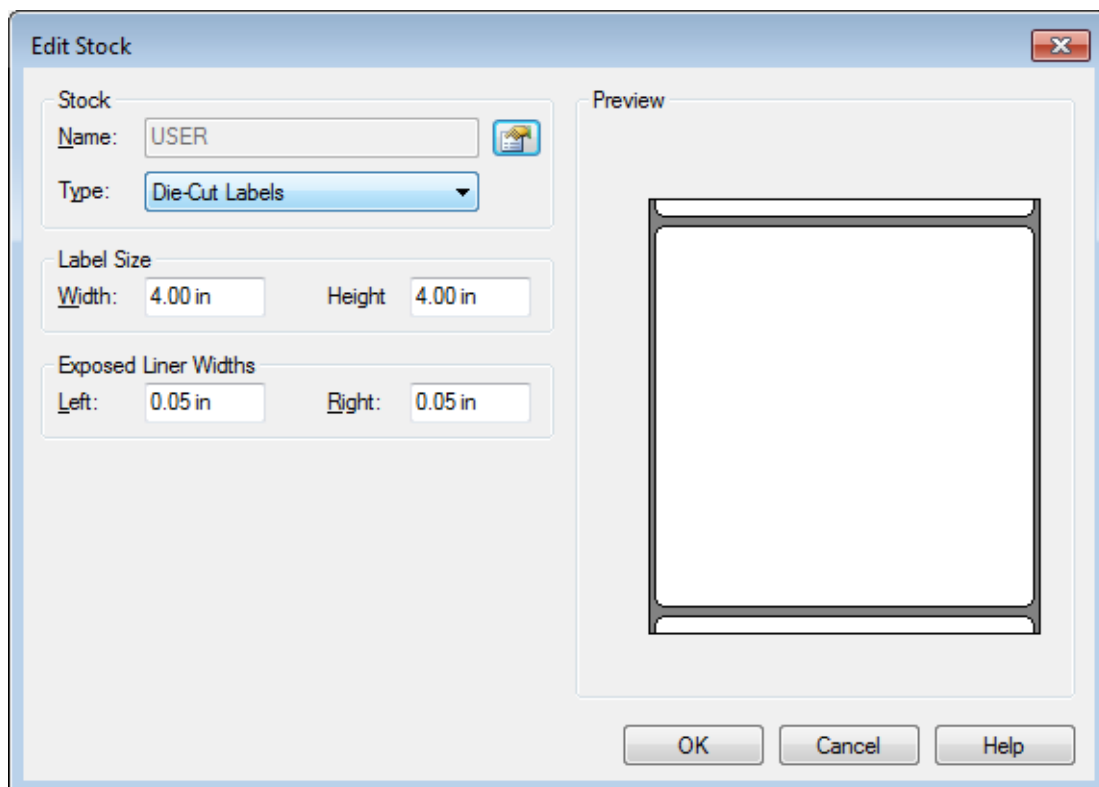 Edit Stock
Stock
Name: USER
Type: Die-Cut Labels
Label Size
Width: 4.00 in Height 4.00 in
Exposed Liner Widths
Left: 0.05 in Right: 0.05 in
Preview
OK Cancel Help